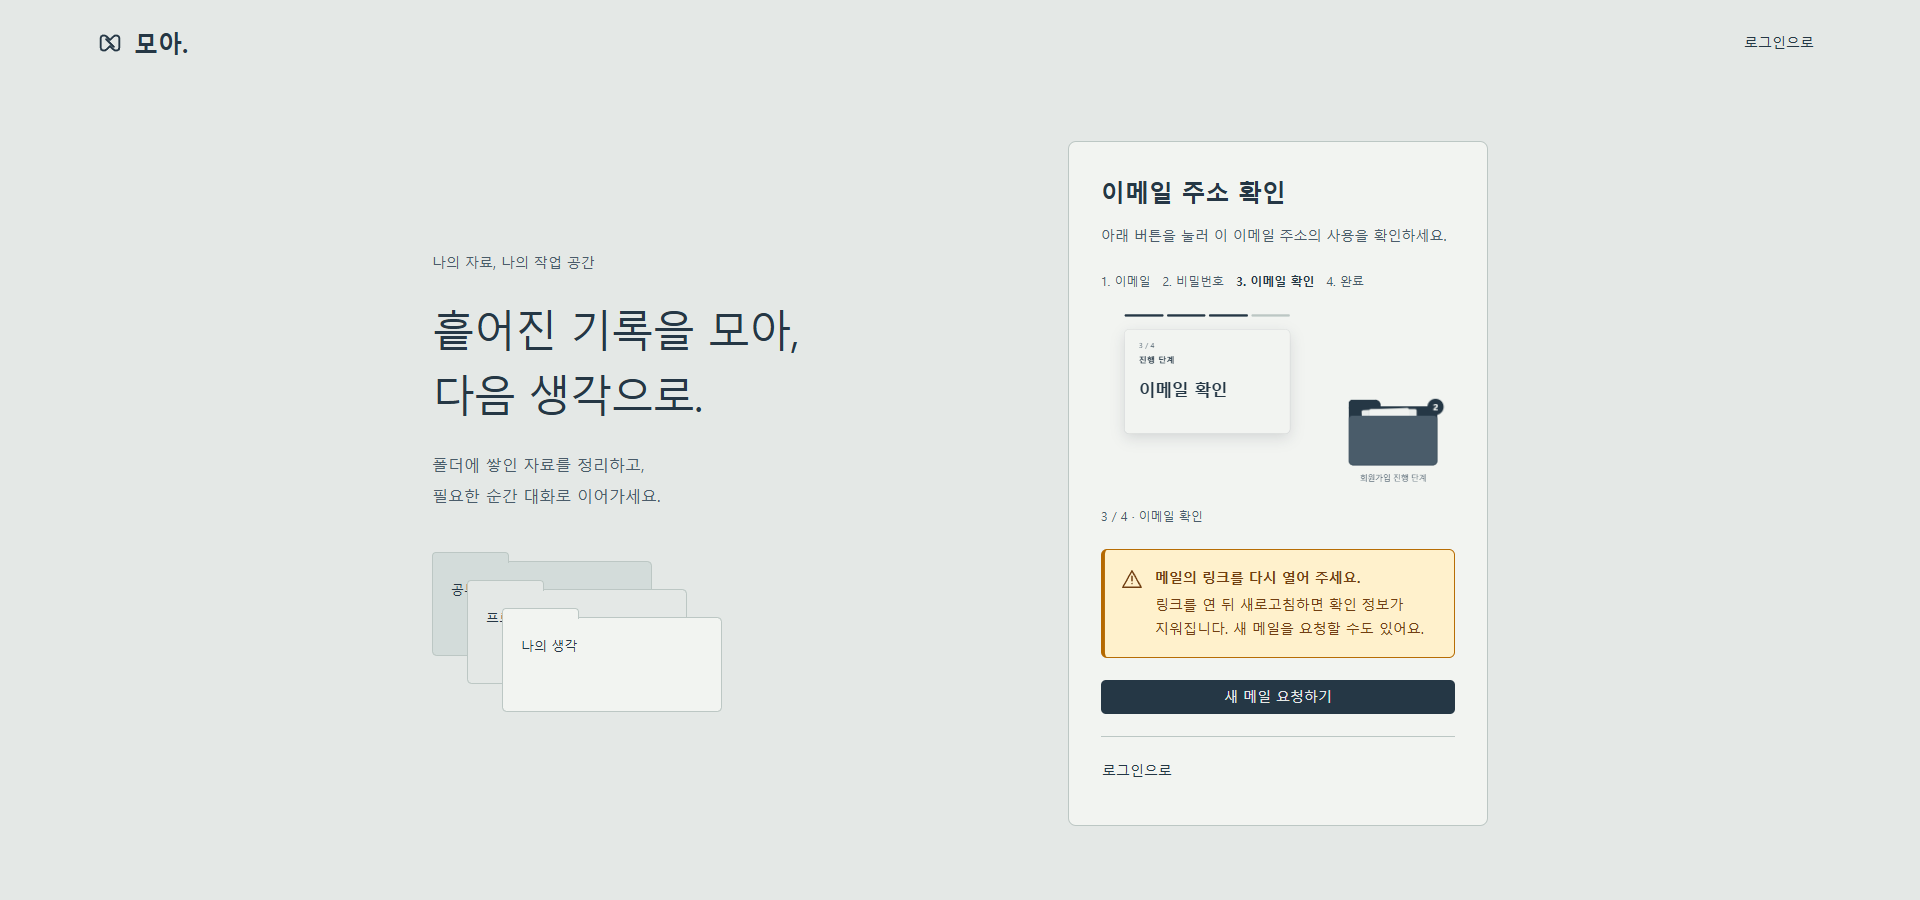 모아.
로그인으로
나의 자료, 나의 작업 공간
흩어진 기록을 모아,
다음 생각으로.
폴더에 쌓인 자료를 정리하고,
필요한 순간 대화로 이어가세요.
나의 생각
이메일 주소 확인
아래 버튼을 눌러 이 이메일 주소의 사용을 확인하세요.
1. 이메일 2. 비밀번호 3. 이메일 확인 4. 완료
3 / 4
진행 단계
이메일 확인
2
회원가입 진행 단계
3 / 4 · 이메일 확인
메일의 링크를 다시 열어 주세요.
링크를 연 뒤 새로고침하면 확인 정보가
지워집니다. 새 메일을 요청할 수도 있어요.
새 메일 요청하기
로그인으로